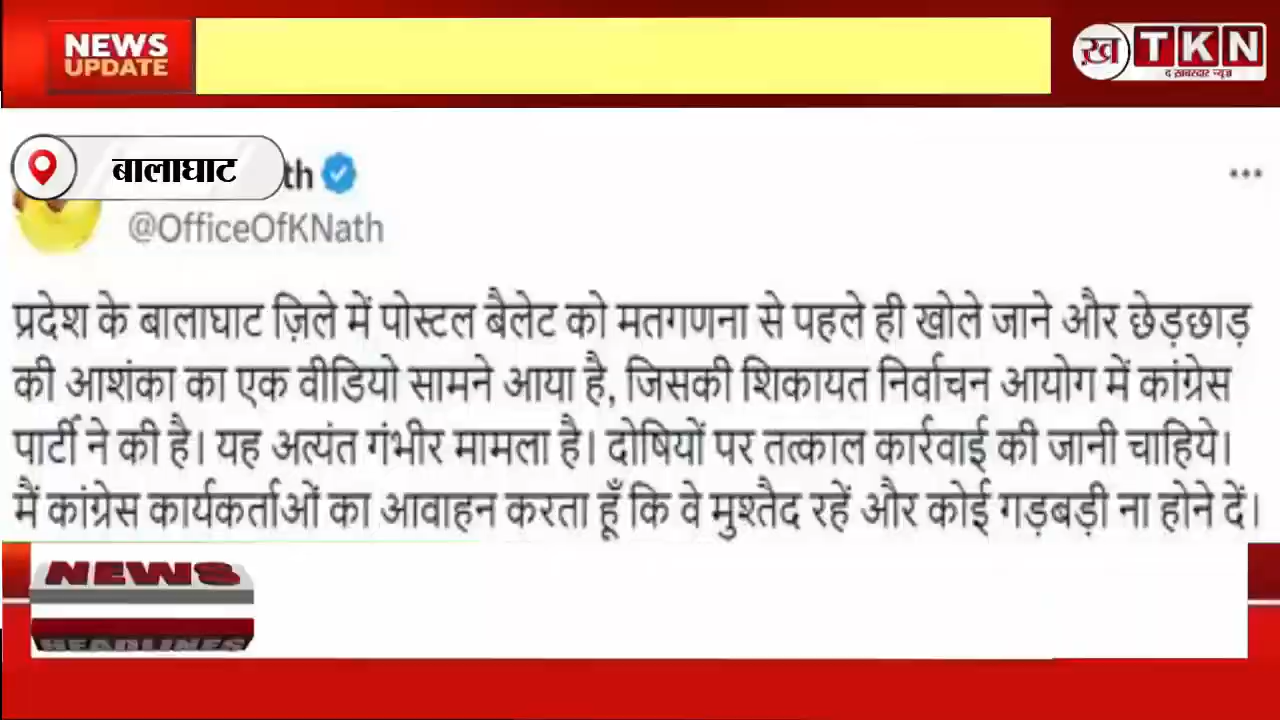 NEWS
UPDATE
ख़ TKN
द ख़बरदार न्यूज़
बालाघाट
th
@OfficeOfKNath
प्रदेश के बालाघाट ज़िले में पोस्टल बैलेट को मतगणना से पहले ही खोले जाने और छेड़छाड़
की आशंका का एक वीडियो सामने आया है, जिसकी शिकायत निर्वाचन आयोग में कांग्रेस
पार्टी ने की है। यह अत्यंत गंभीर मामला है। दोषियों पर तत्काल कार्रवाई की जानी चाहिये।
मैं कांग्रेस कार्यकर्ताओं का आवाहन करता हूँ कि वे मुश्तैद रहें और कोई गड़बड़ी ना होने दें।
NEWS
HEADLINES